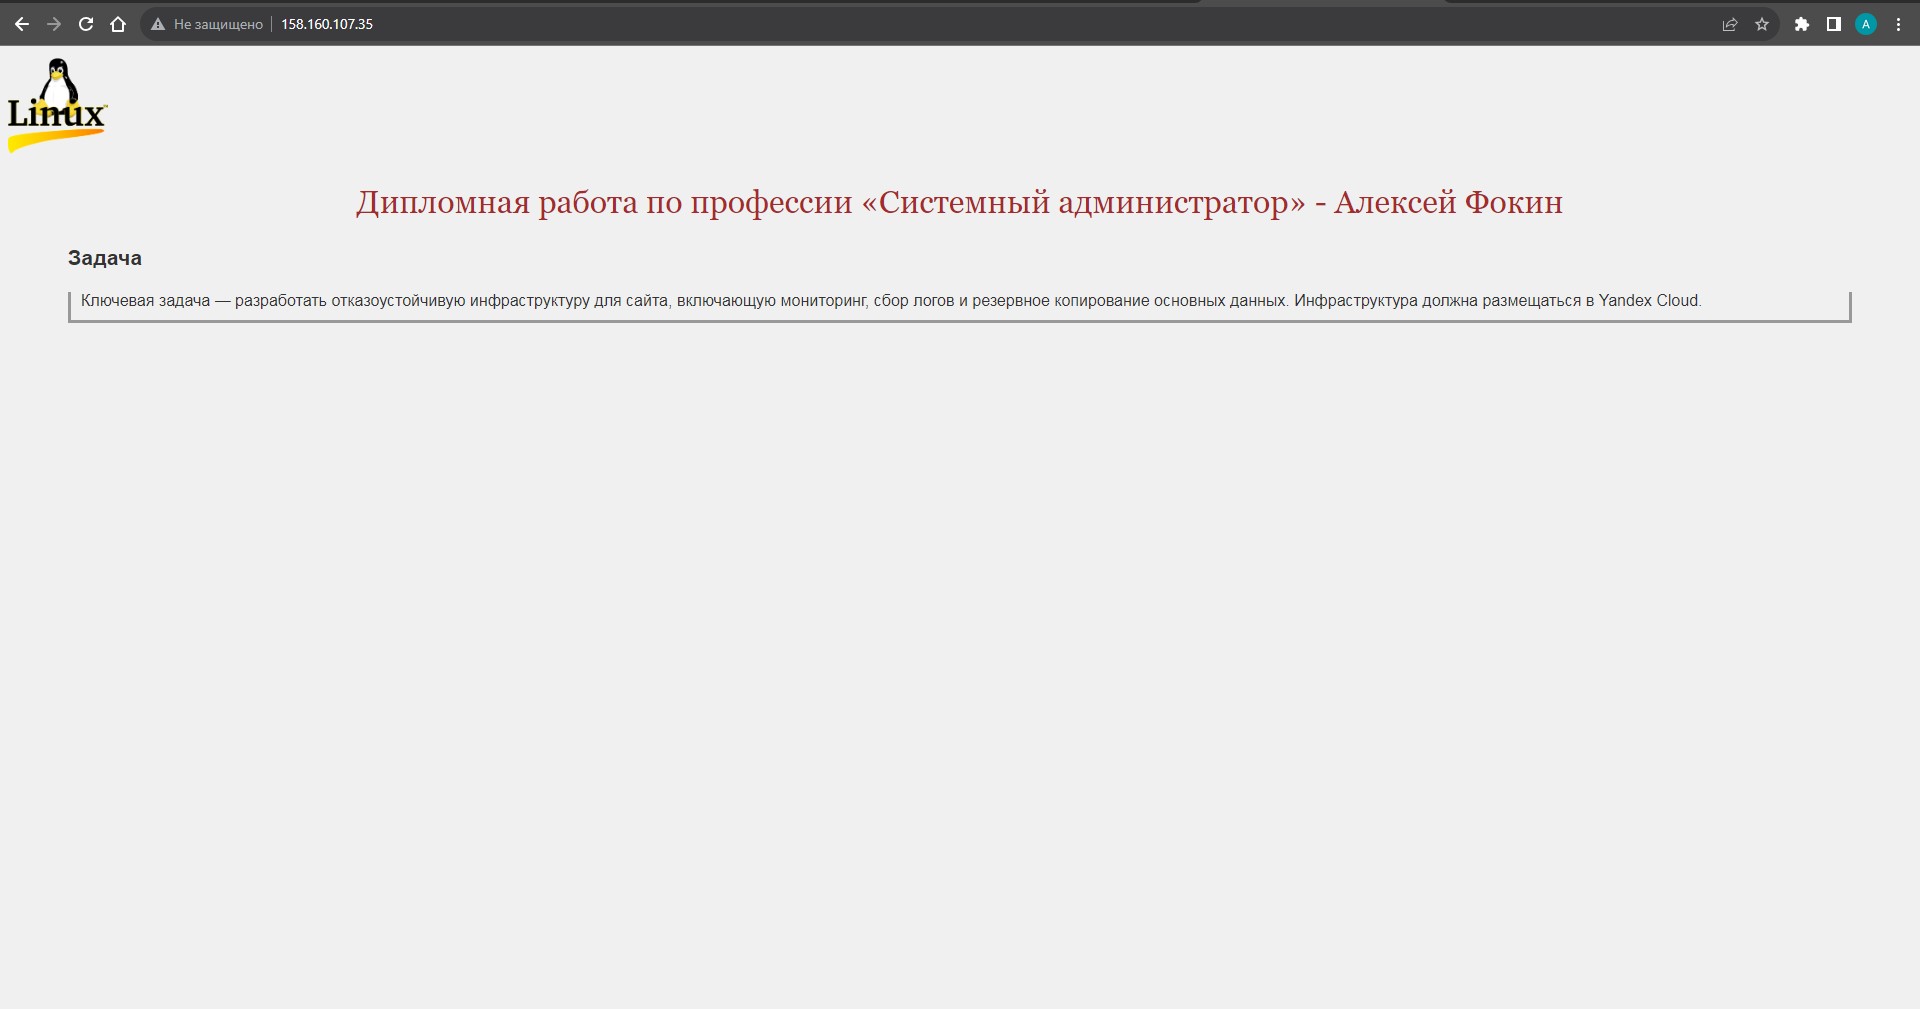 Не защищено 158.160.107.35
A
Linux™
Дипломная работа по профессии «Системный администратор» - Алексей Фокин
Задача
Ключевая задача — разработать отказоустойчивую инфраструктуру для сайта, включающую мониторинг, сбор логов и резервное копирование основных данных. Инфраструктура должна размещаться в Yandex Cloud.